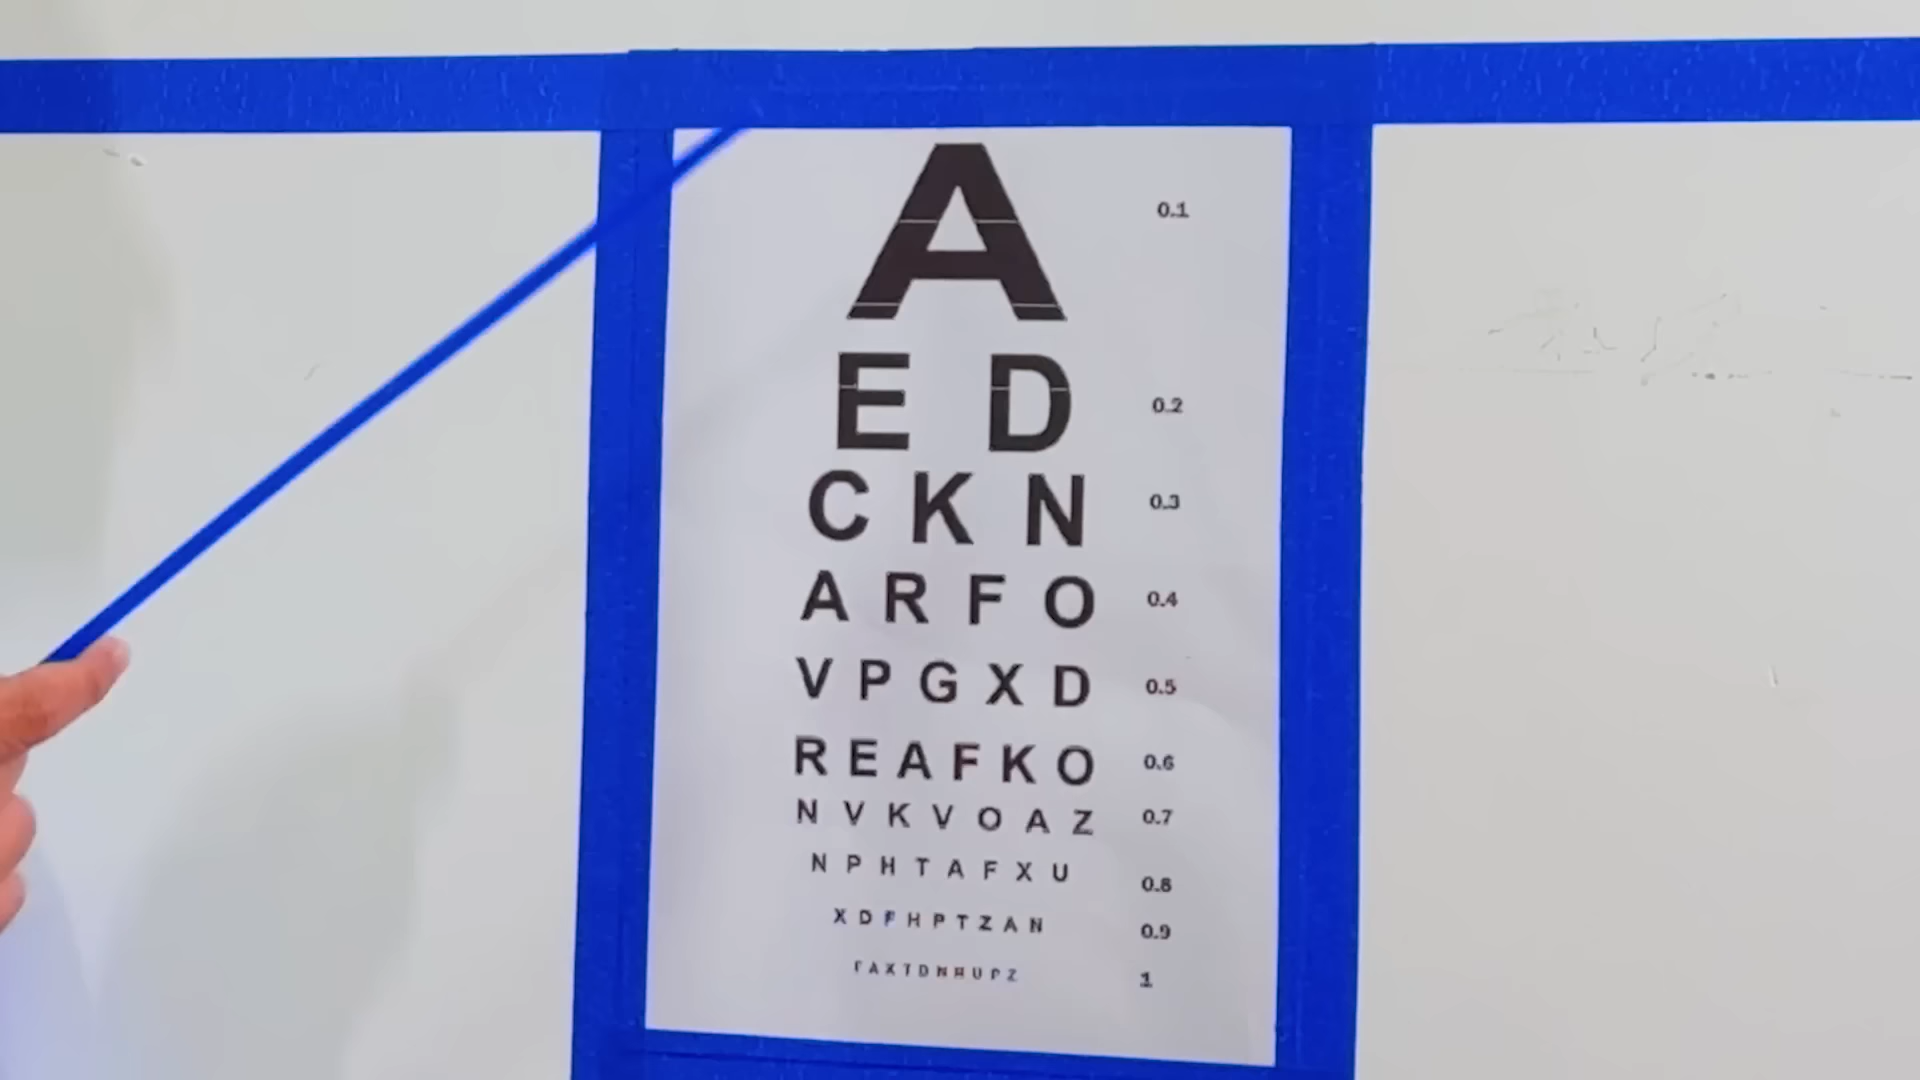 A 0.1
E D 0.2
C K N 0.3
A R F O 0.4
V P G X D 0.5
R E A F K O 0.6
N V K V O A Z 0.7
N P H T A F X U 0.8
X D F H P T Z A N 0.9
1